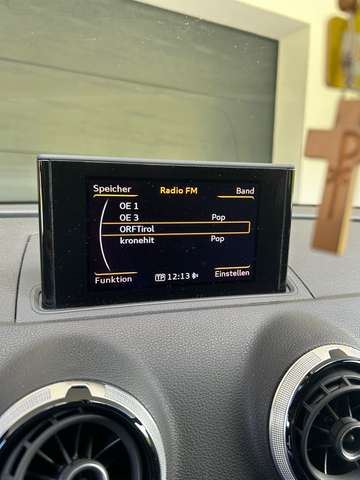 Speicher Radio FM Band
OE 1
OE 3 Pop
ORFTirol
kronehit Pop
Funktion TP 12:13 Einstellen